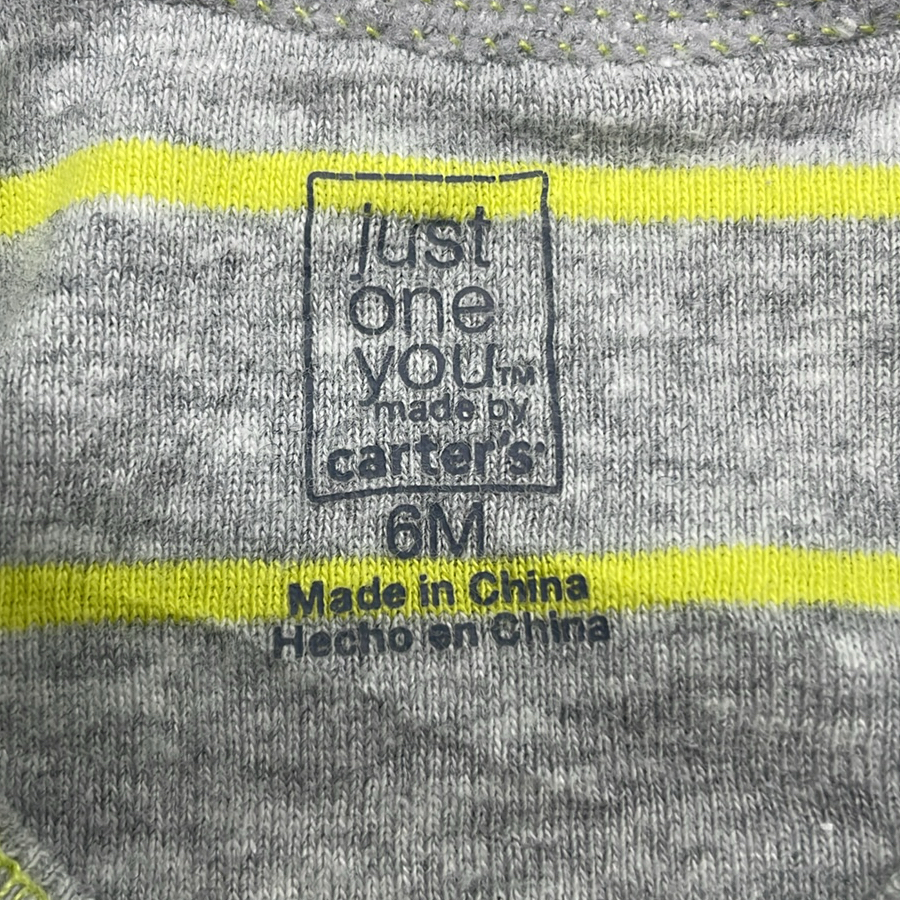 just
one
you™
made by
carter's®
6M
Made in China
Hecho en China